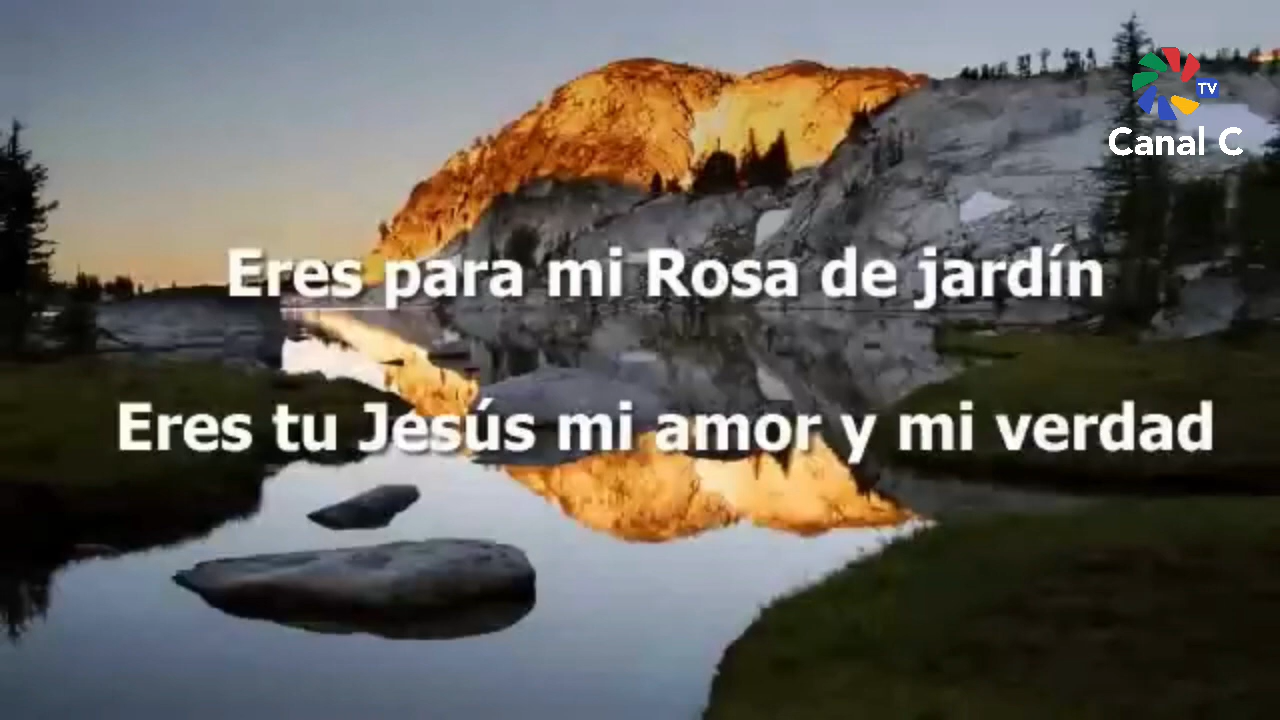 TV
Canal C
Eres para mi Rosa de jardín
Eres tu Jesús mi amor y mi verdad